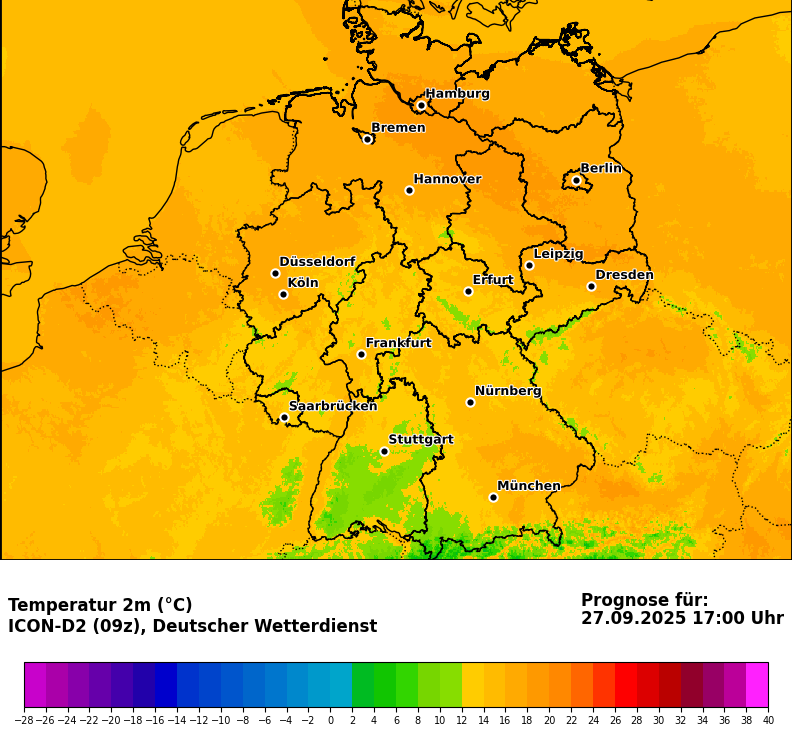 Hamburg
Bremen
Berlin
Hannover
Leipzig
Düsseldorf
Dresden
Köln
Erfurt
Frankfurt
Nürnberg
Saarbrücken
Stuttgart
München
Temperatur 2m (°C)
ICON-D2 (09z), Deutscher Wetterdienst
Prognose für:
27.09.2025 17:00 Uhr
−28 −26 −24 −22 −20 −18 −16 −14 −12 −10 −8 −6 −4 −2 0 2 4 6 8 10 12 14 16 18 20 22 24 26 28 30 32 34 36 38 40